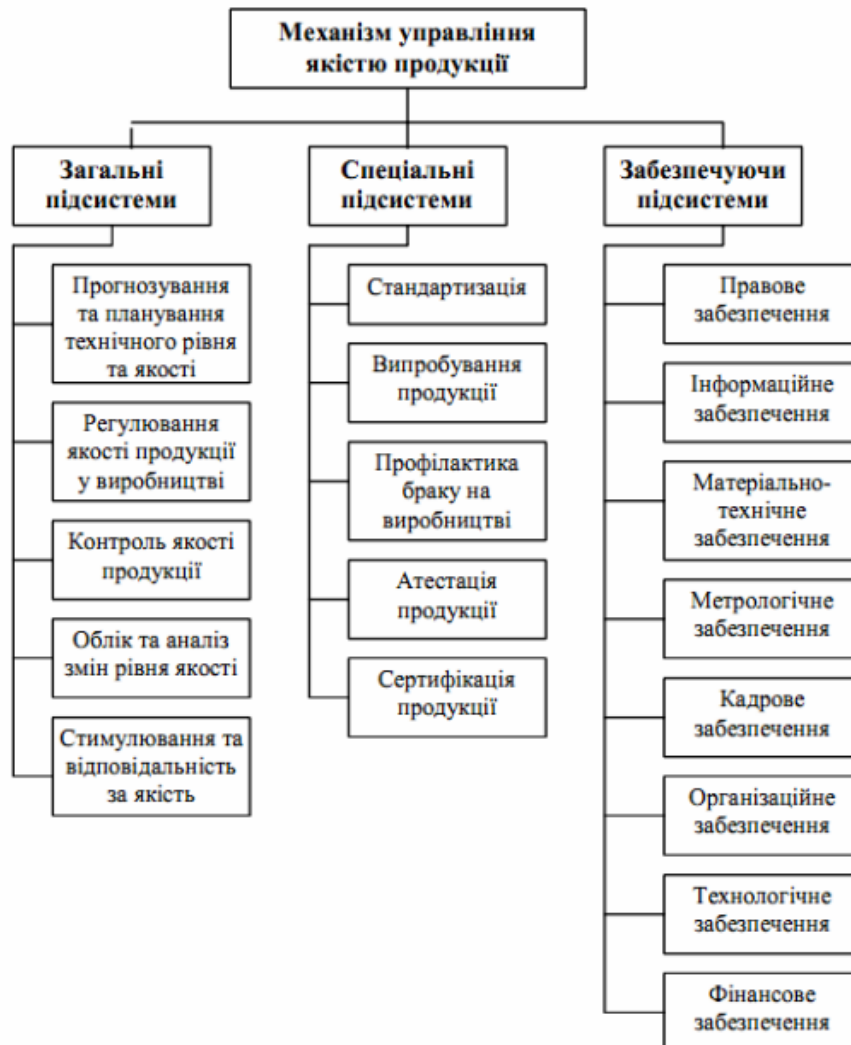 Механізм управління
якістю продукції
Загальні
підсистеми
Прогнозування
та планування
технічного рівня
та якості
Регулювання
якості продукції
у виробництві
Контроль якості
продукції
Облік та аналіз
змін рівня якості
Стимулювання та
відповідальність
за якість
Спеціальні
підсистеми
Стандартизація
Випробування
продукції
Профілактика
браку на
виробництві
Атестація
продукції
Сертифікація
продукції
Забезпечуючи
підсистеми
Правове
забезпечення
Інформаційне
забезпечення
Матеріально-
технічне
забезпечення
Метрологічне
забезпечення
Кадрове
забезпечення
Організаційне
забезпечення
Технологічне
забезпечення
Фінансове
забезпечення